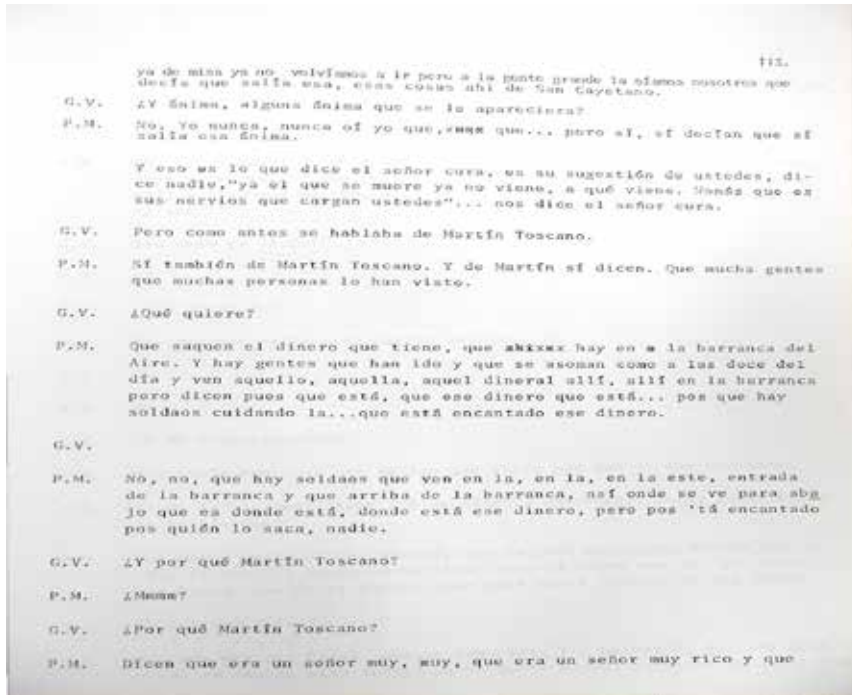 115.
ya de mina ya no volvíamos a ir pero a la gente grande la oíamos nosotros que
decía que salía esa, esas cosas ahí de San Cayetano.
G.V. ¿Y ánima, alguna ánima que se le apareciera?
P.M. No. Yo nunca, nunca oí yo que, que... pero sí, sí decían que sí
salía esa ánima.
Y eso es lo que dice el señor cura, es su sugestión de ustedes, di-
ce nadie,"ya el que se muere ya no viene, a qué viene. Nomás que es
sus nervios que cargan ustedes"... nos dice el señor cura.
G.V. Pero como antes se hablaba de Martín Toscano.
P.M. Sí también de Martín Toscano. Y de Martín sí dicen. Que mucha gentes
que muchas personas lo han visto.
G.V. ¿Qué quiere?
P.M. Que saquen el dinero que tiene, que hay en la barranca del
Aire. Y hay gentes que han ido y que se asoman como a las doce del
día y ven aquello, aquella, aquel dineral allí, allí en la barranca
pero dicen pues que está, que ese dinero que está... pos que hay
soldaos cuidando la...que está encantado ese dinero.
G.V.
P.M. No, no, que hay soldaos que ven en la, en la, en la este, entrada
de la barranca y que arriba de la barranca, así onde se ve para aba
jo que es donde está, donde está ese dinero, pero pos 'tá encantado
pos quién lo saca, nadie.
G.V. ¿Y por qué Martín Toscano?
P.M. ¿Mmmm?
G.V. ¿Por qué Martín Toscano?
P.M. Dicen que era un señor muy, muy, que era un señor muy rico y que